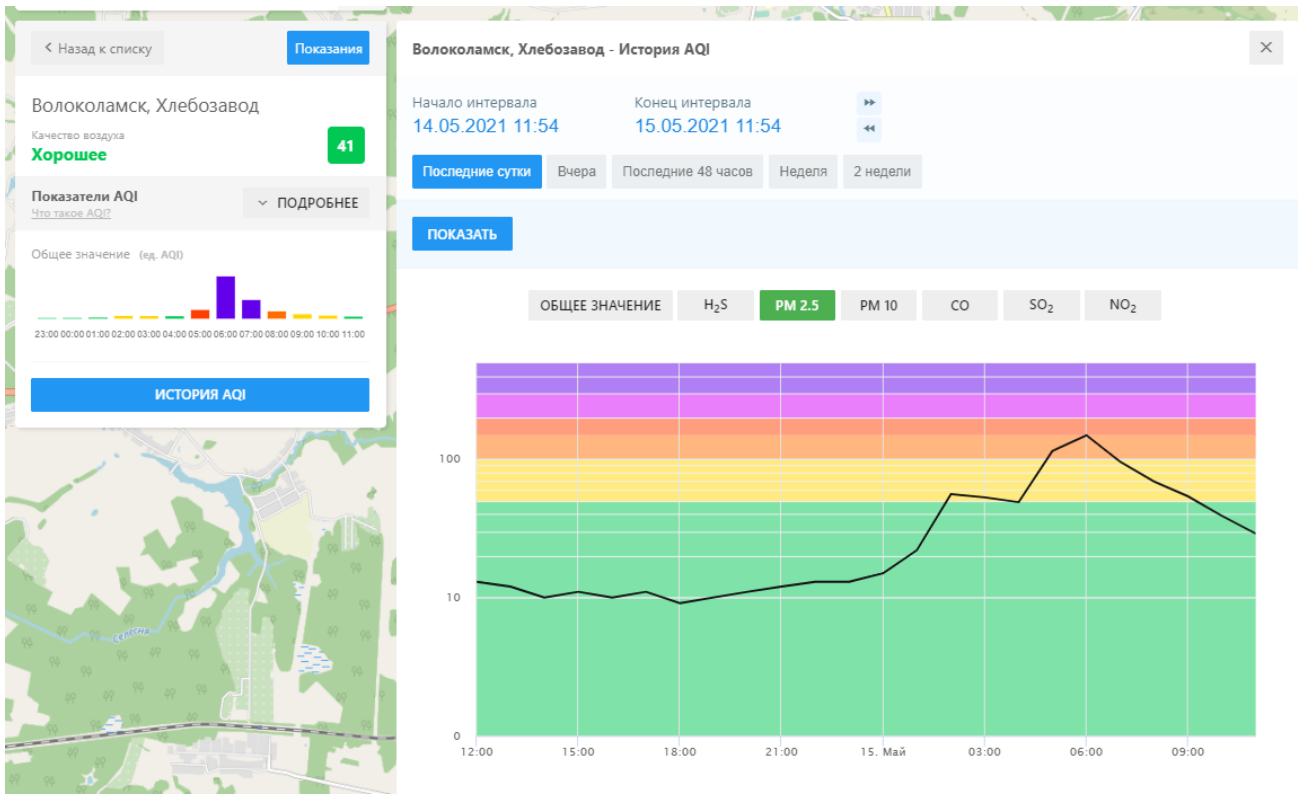 Назад к списку
Показания
Волоколамск, Хлебозавод
Качество воздуха
Хорошее
41
Показатели AQI
Что такое AQI?
ПОДРОБНЕЕ
Общее значение (ед. AQI)
23:00 00:00 01:00 02:00 03:00 04:00 05:00 06:00 07:00 08:00 09:00 10:00 11:00
ИСТОРИЯ AQI
Селесня
Волоколамск, Хлебозавод - История AQI
Начало интервала
Конец интервала
14.05.2021 11:54
15.05.2021 11:54
Последние сутки
Вчера
Последние 48 часов
Неделя
2 недели
ПОКАЗАТЬ
ОБЩЕЕ ЗНАЧЕНИЕ
H₂S
PM 2.5
PM 10
CO
SO₂
NO₂
100
10
0
12:00 15:00 18:00 21:00 15. Май 03:00 06:00 09:00